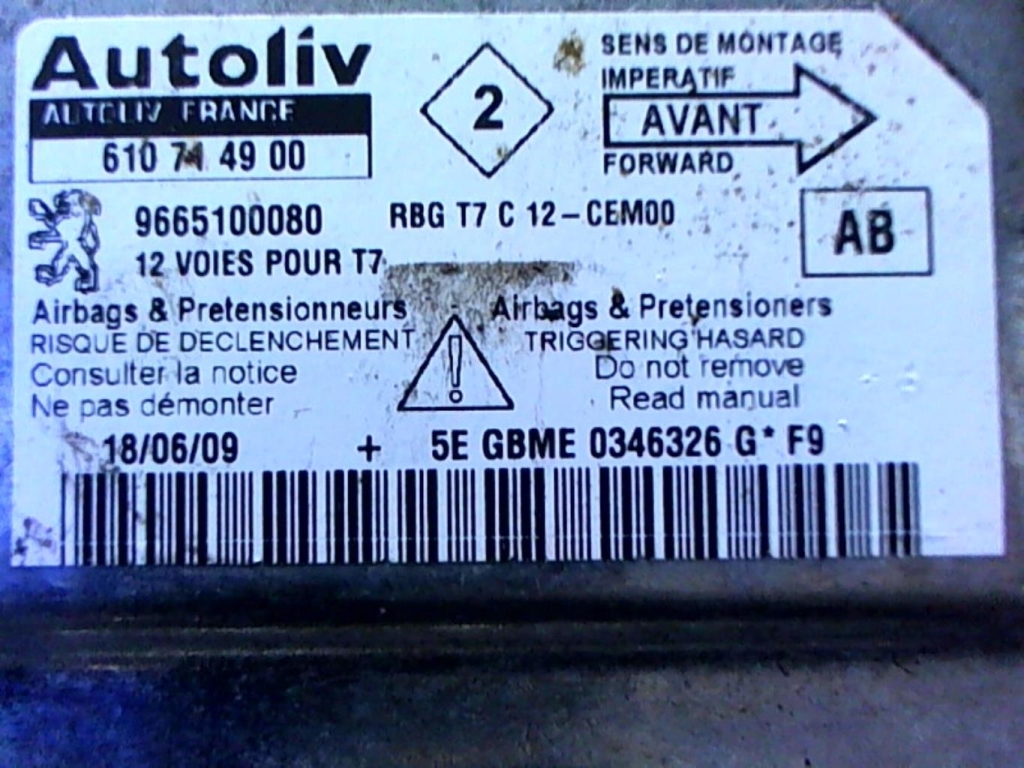 Autoliv
AUTOLIV FRANCE
610 74 49 00
2
SENS DE MONTAGE
IMPERATIF
AVANT
FORWARD
9665100080
RBG T7 C 12-CEM00
12 VOIES POUR T7
AB
Airbags & Pretensionneurs
RISQUE DE DECLENCHEMENT
Consulter la notice
Ne pas démonter
!
Airbags & Pretensioners
TRIGGERING HASARD
Do not remove
Read manual
18/06/09 + 5E GBME 0346326 G* F9